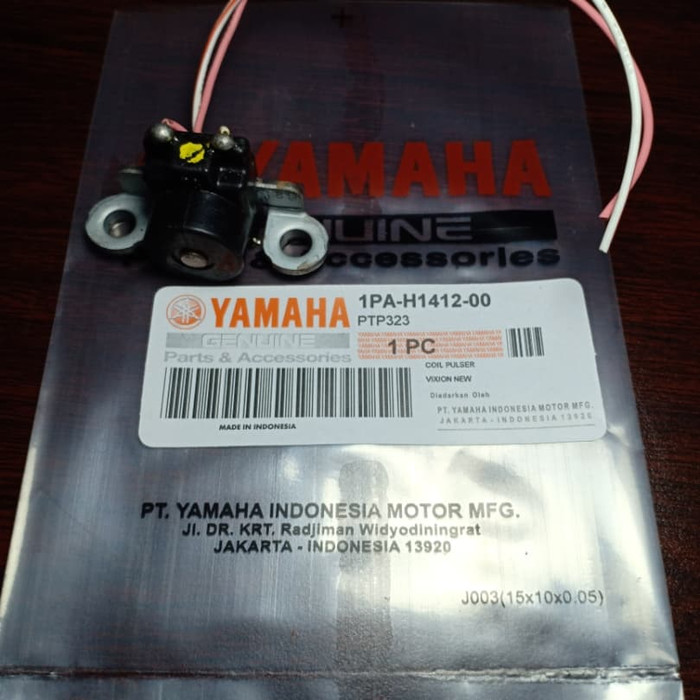 YAMAHA
GENUINE
Parts & Accessories
YAMAHA
GENUINE
Parts & Accessories
1PA-H1412-00
PTP323
1 PC
COIL PULSER
VIXION NEW
Diedarkan Oleh
PT. YAMAHA INDONESIA MOTOR MFG.
JAKARTA - INDONESIA 13920
MADE IN INDONESIA
PT. YAMAHA INDONESIA MOTOR MFG.
Jl. DR. KRT. Radjiman Widyodiningrat
JAKARTA - INDONESIA 13920
J003(15x10x0.05)